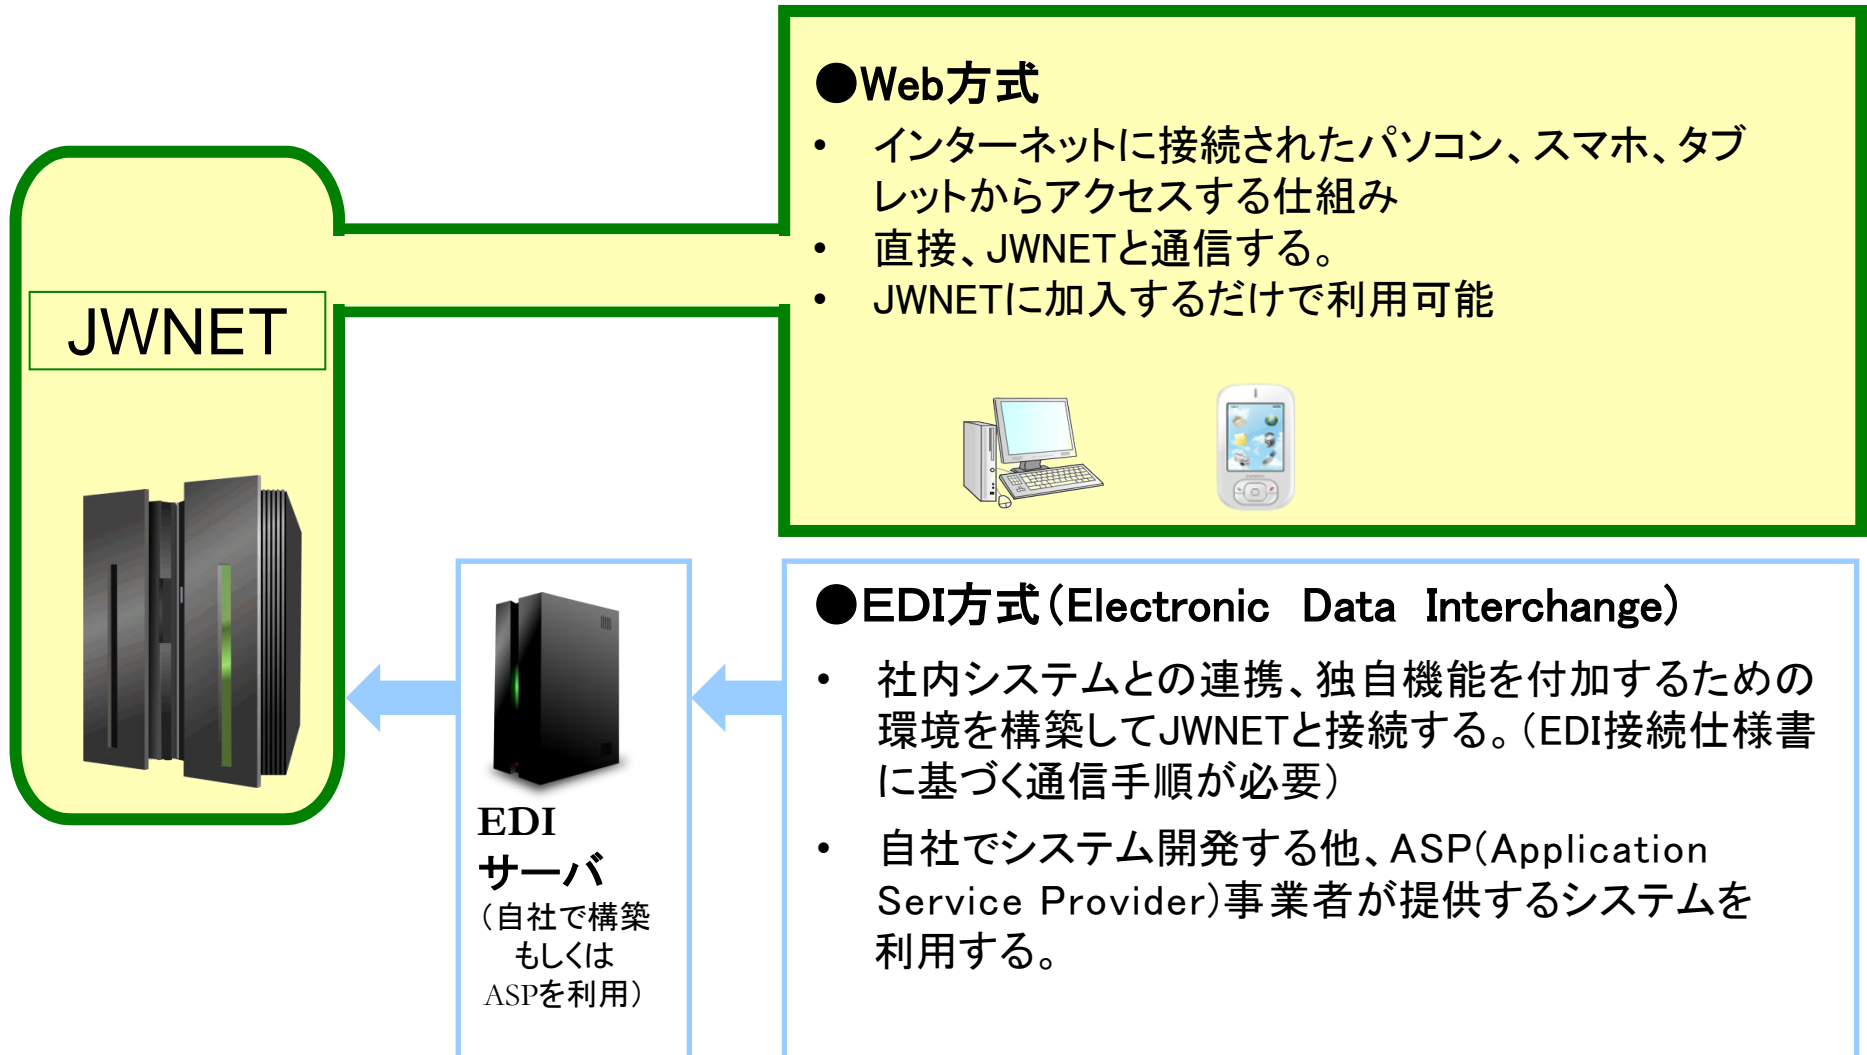 ●Web方式
• インターネットに接続されたパソコン、スマホ、タブ
レットからアクセスする仕組み
• 直接、JWNETと通信する。
• JWNETに加入するだけで利用可能
JWNET
EDI
サーバ
（自社で構築
もしくは
ASPを利用）
●EDI方式（Electronic　Data　Interchange）
• 社内システムとの連携、独自機能を付加するための
環境を構築してJWNETと接続する。（EDI接続仕様書
に基づく通信手順が必要）
• 自社でシステム開発する他、ASP(Application
Service Provider)事業者が提供するシステムを
利用する。